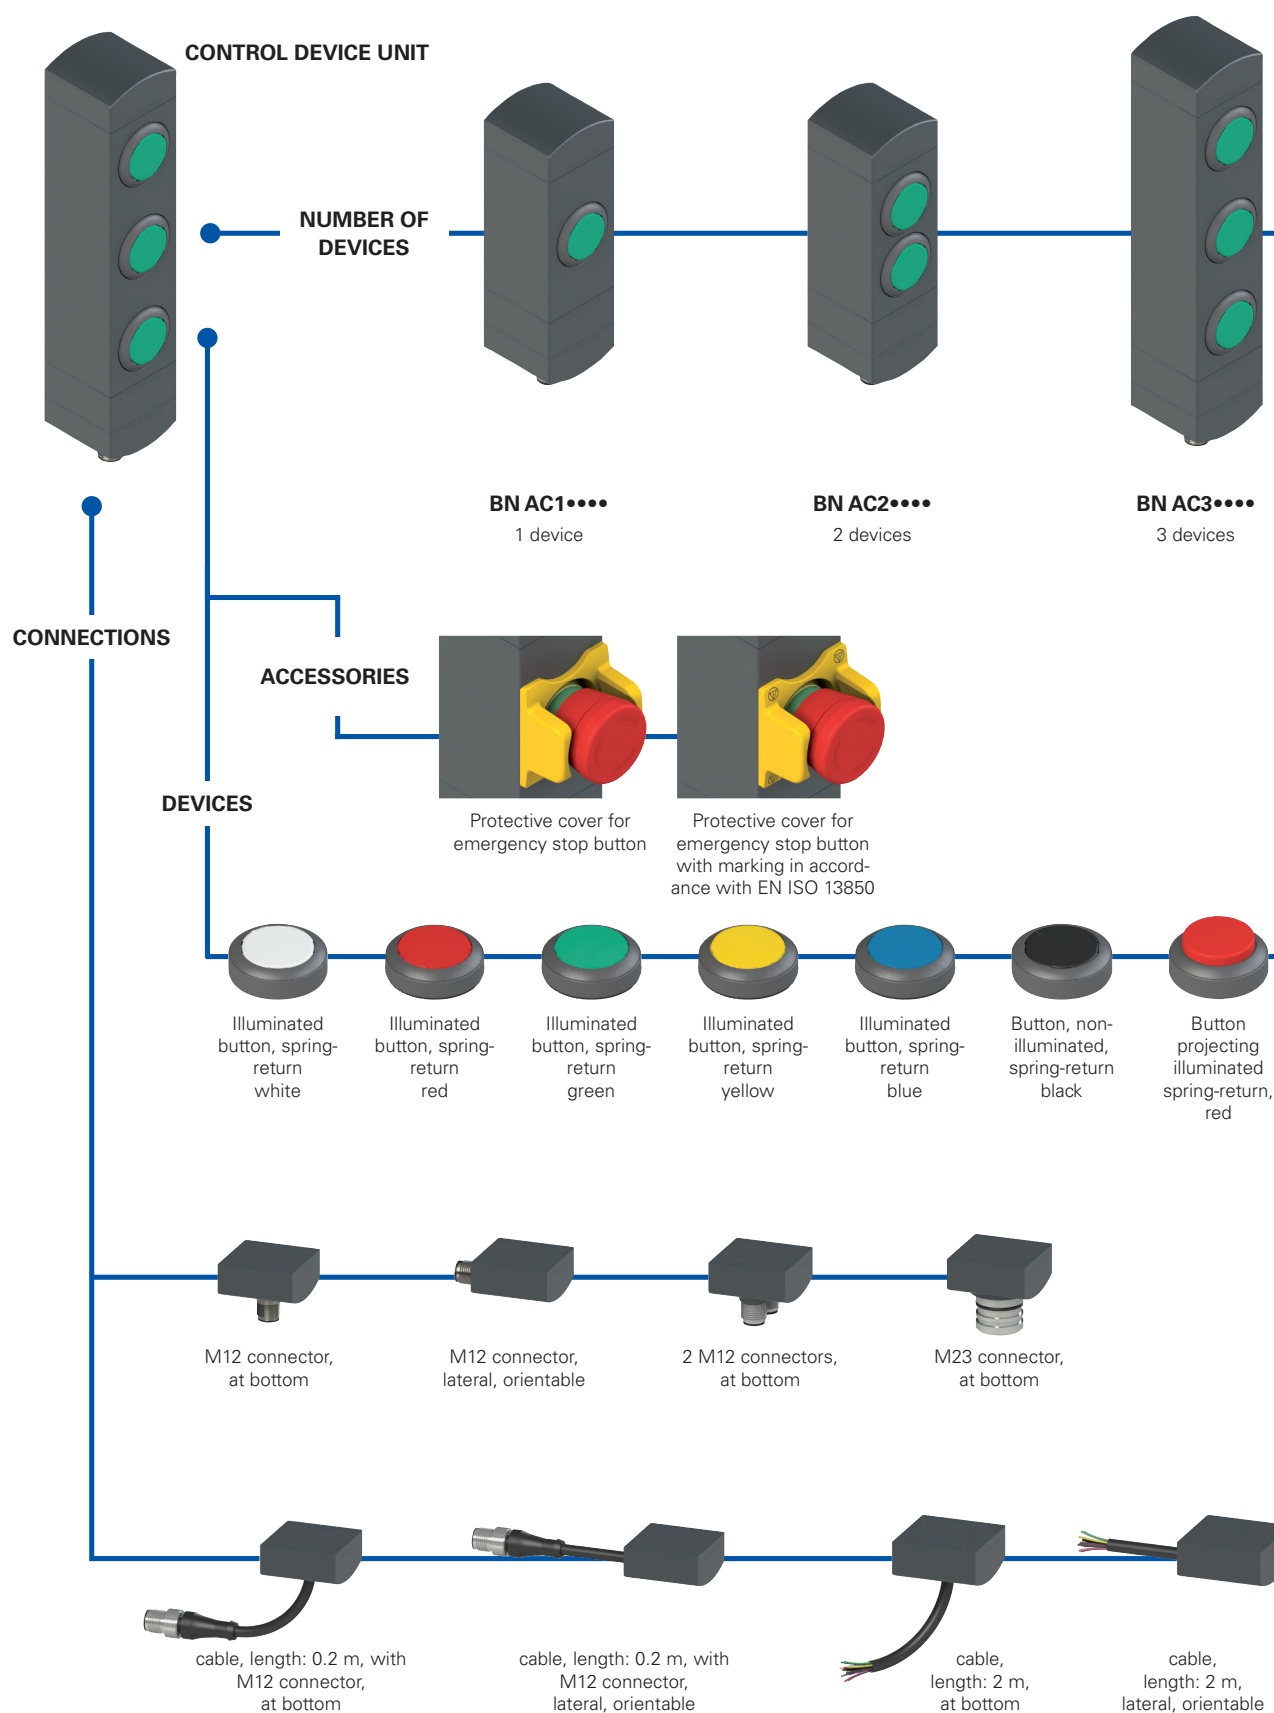 CONTROL DEVICE UNIT
NUMBER OF
DEVICES
BN AC1••••
1 device
BN AC2••••
2 devices
BN AC3••••
3 devices
CONNECTIONS
ACCESSORIES
DEVICES
Protective cover for
emergency stop button
Protective cover for
emergency stop button
with marking in accord-
ance with EN ISO 13850
Illuminated
button, spring-
return
white
Illuminated
button, spring-
return
red
Illuminated
button, spring-
return
green
Illuminated
button, spring-
return
yellow
Illuminated
button, spring-
return
blue
Button, non-
illuminated,
spring-return
black
Button
projecting
illuminated
spring-return,
red
M12 connector,
at bottom
M12 connector,
lateral, orientable
2 M12 connectors,
at bottom
M23 connector,
at bottom
cable, length: 0.2 m, with
M12 connector,
at bottom
cable, length: 0.2 m, with
M12 connector,
lateral, orientable
cable,
length: 2 m,
at bottom
cable,
length: 2 m,
lateral, orientable